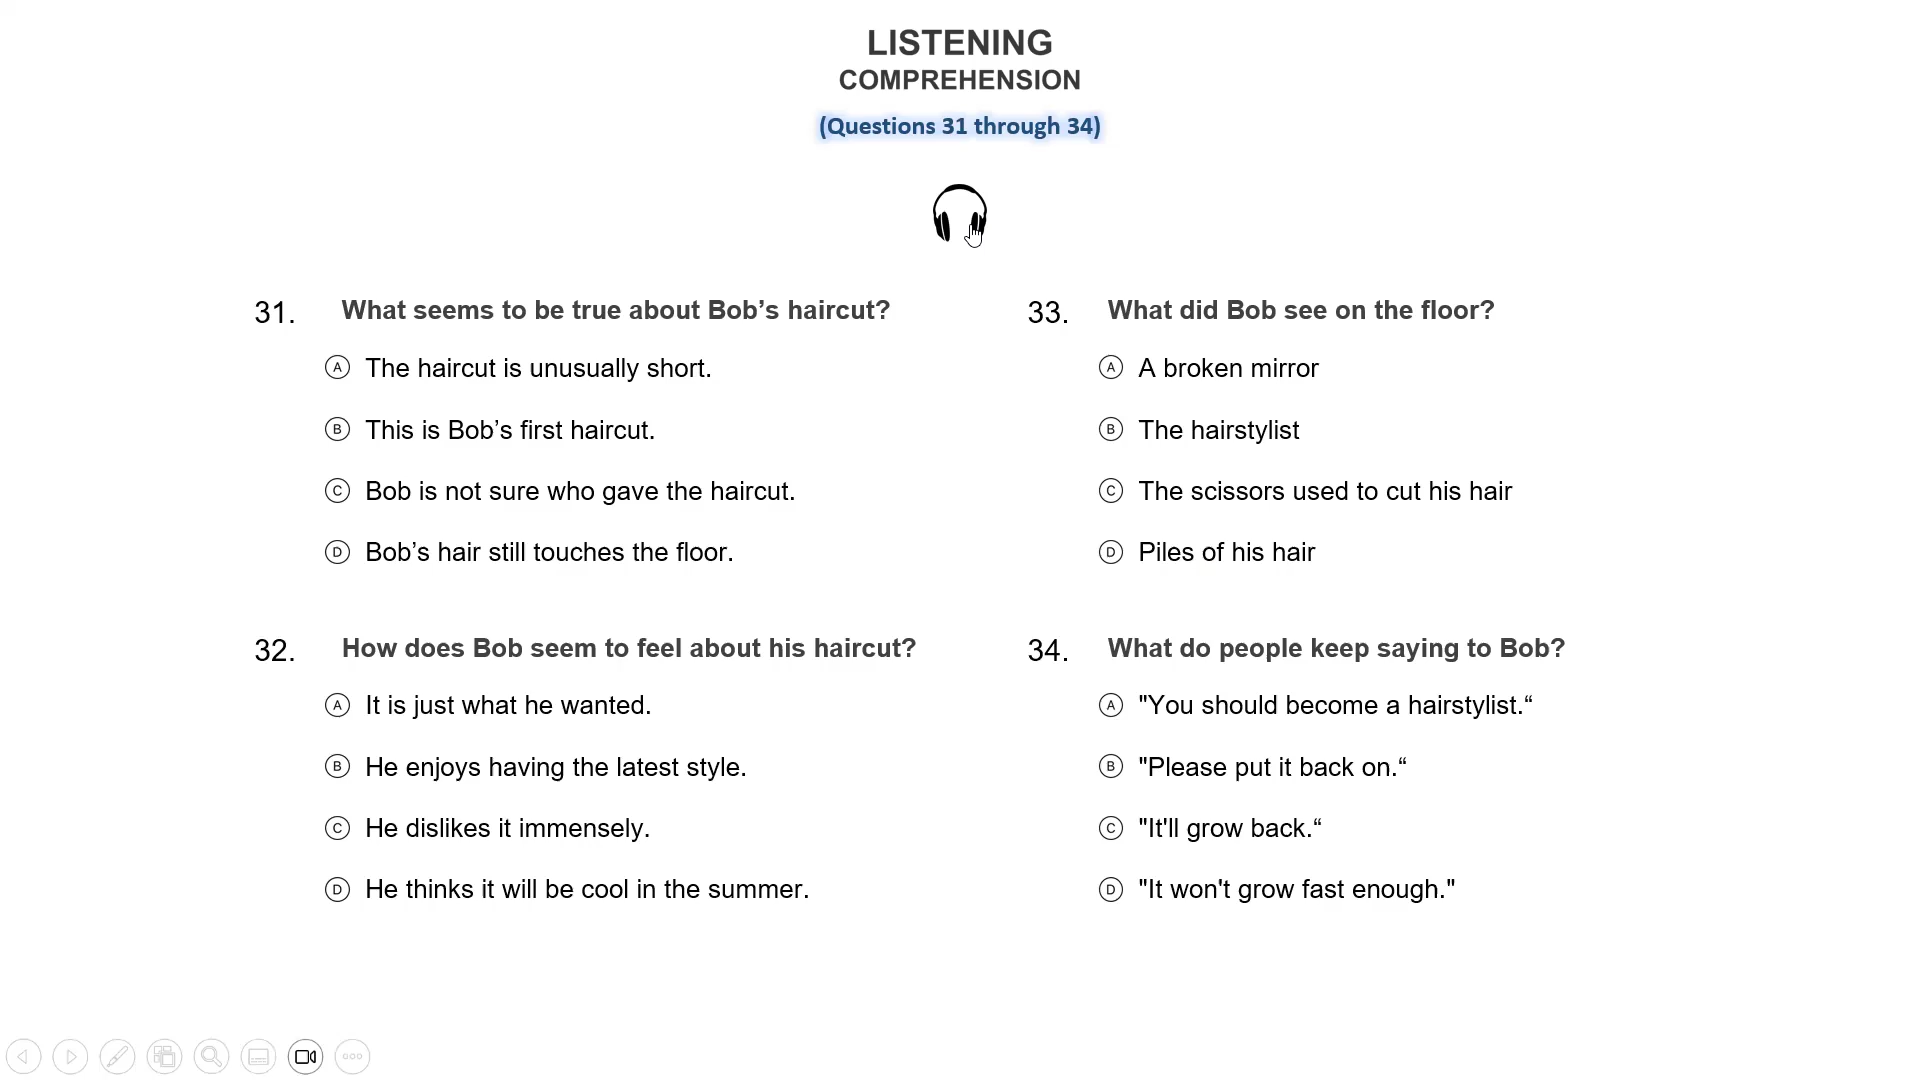 LISTENING
COMPREHENSION
(Questions 31 through 34)
31. What seems to be true about Bob’s haircut?
A The haircut is unusually short.
B This is Bob’s first haircut.
C Bob is not sure who gave the haircut.
D Bob’s hair still touches the floor.
32. How does Bob seem to feel about his haircut?
A It is just what he wanted.
B He enjoys having the latest style.
C He dislikes it immensely.
D He thinks it will be cool in the summer.
33. What did Bob see on the floor?
A A broken mirror
B The hairstylist
C The scissors used to cut his hair
D Piles of his hair
34. What do people keep saying to Bob?
A "You should become a hairstylist.“
B "Please put it back on.“
C "It'll grow back.“
D "It won't grow fast enough."